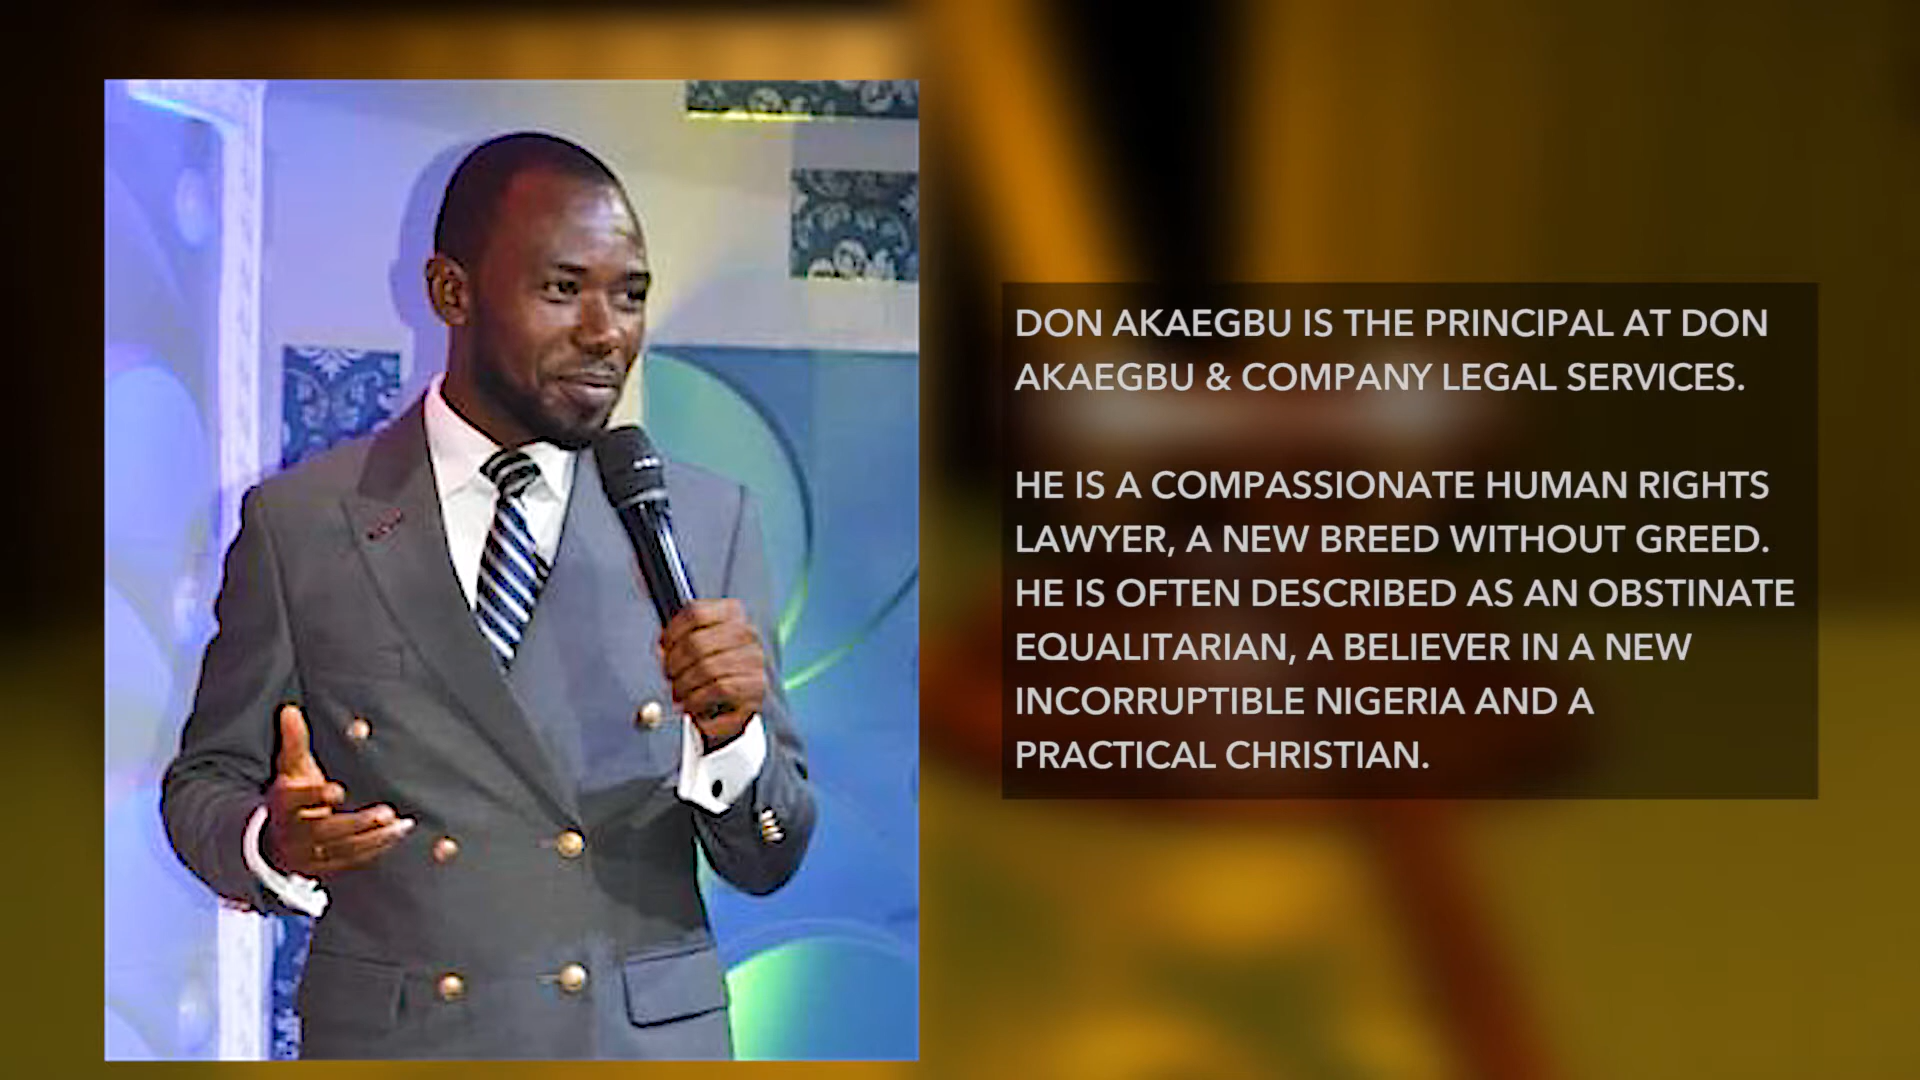 DON AKAEGBU IS THE PRINCIPAL AT DON
AKAEGBU & COMPANY LEGAL SERVICES.
HE IS A COMPASSIONATE HUMAN RIGHTS
LAWYER, A NEW BREED WITHOUT GREED.
HE IS OFTEN DESCRIBED AS AN OBSTINATE
EQUALITARIAN, A BELIEVER IN A NEW
INCORRUPTIBLE NIGERIA AND A
PRACTICAL CHRISTIAN.